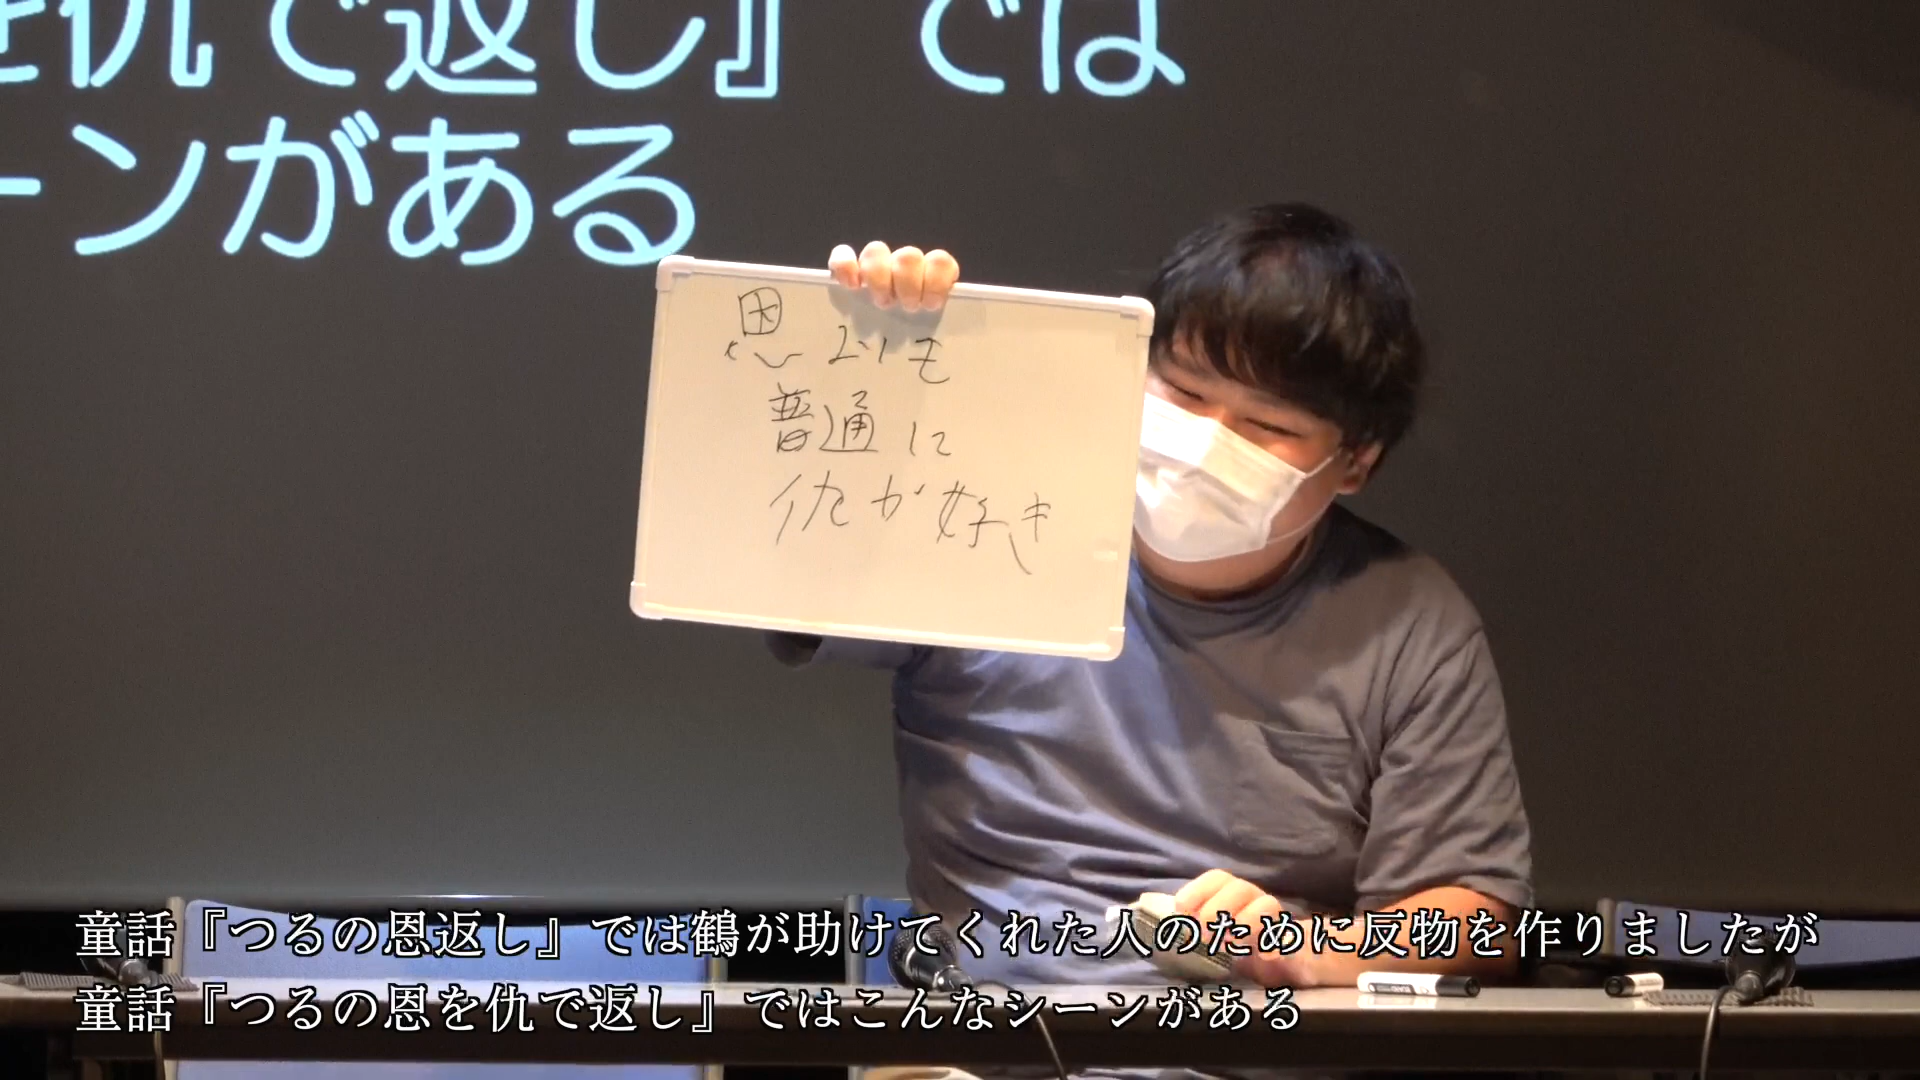 を仇で返し』では
ーンがある
恩よりも
普通に
仇が好き
童話『つるの恩返し』では鶴が助けてくれた人のために反物を作りましたが
童話『つるの恩を仇で返し』ではこんなシーンがある